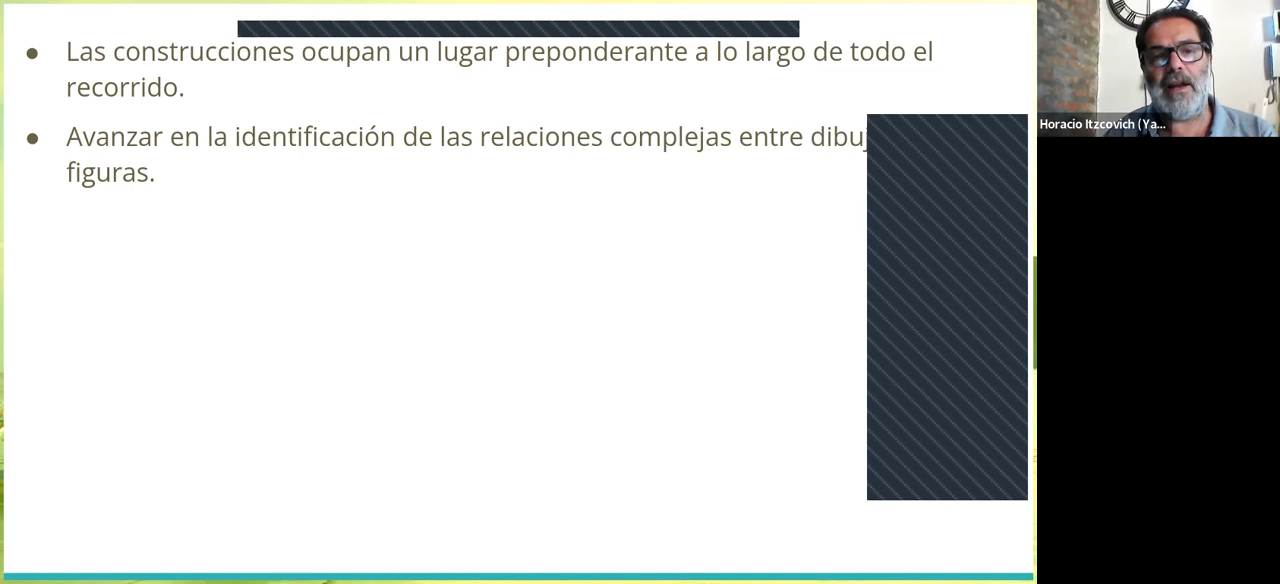 ● Las construcciones ocupan un lugar preponderante a lo largo de todo el
recorrido.
● Avanzar en la identificación de las relaciones complejas entre
figuras.
Horacio Itzcovich (Ya...